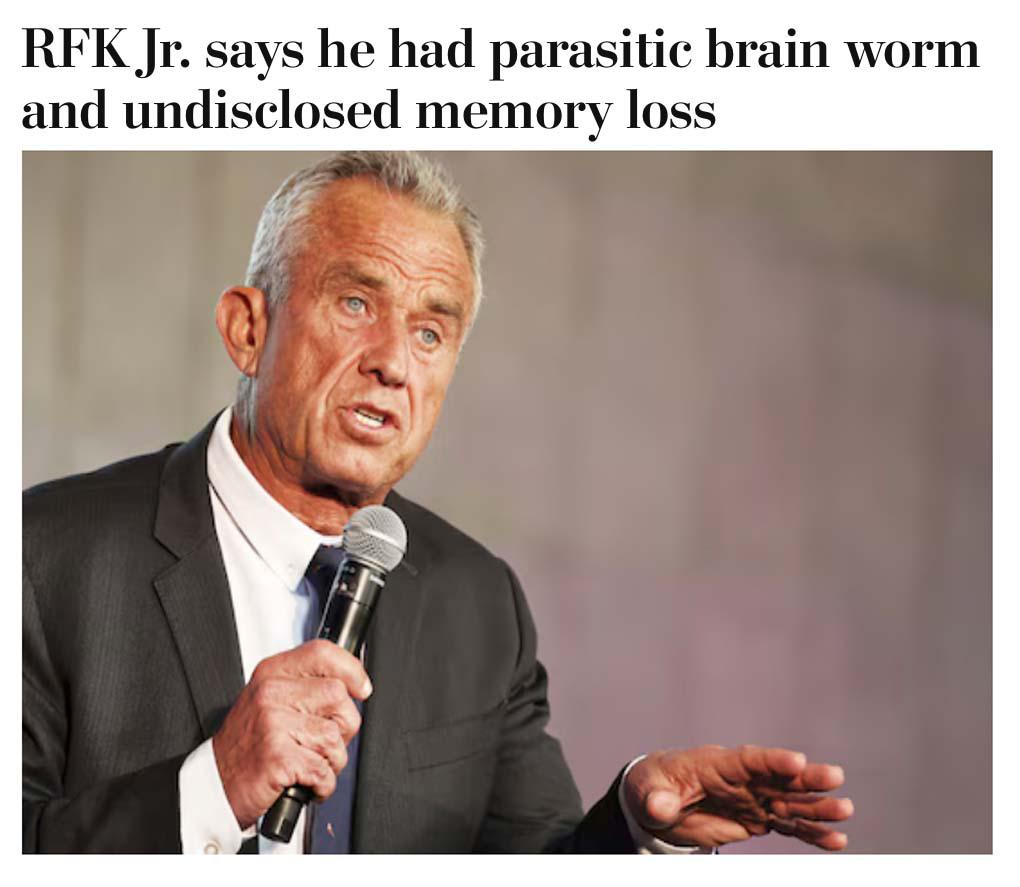 RFK Jr. says he had parasitic brain worm
and undisclosed memory loss